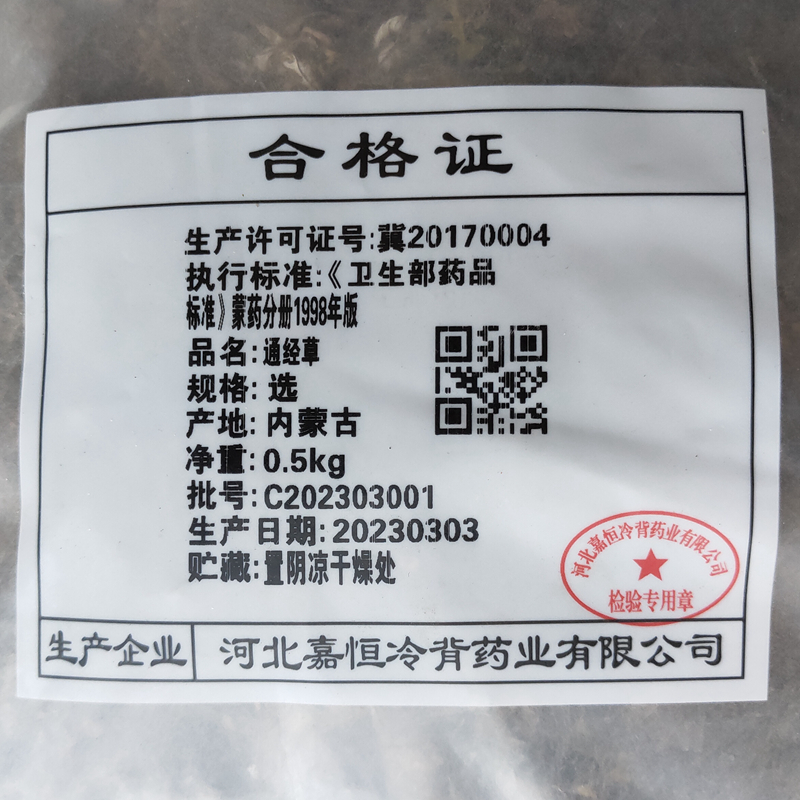 合格证
生产许可证号:冀20170004
执行标准:《卫生部药品
标准》蒙药分册1998年版
品名:通经草
规格:选
产地:内蒙古
净重:0.5kg
批号:C202303001
生产日期:20230303
贮藏:置阴凉干燥处
河北嘉恒冷背药业有限公司
检验专用章
生产企业 河北嘉恒冷背药业有限公司